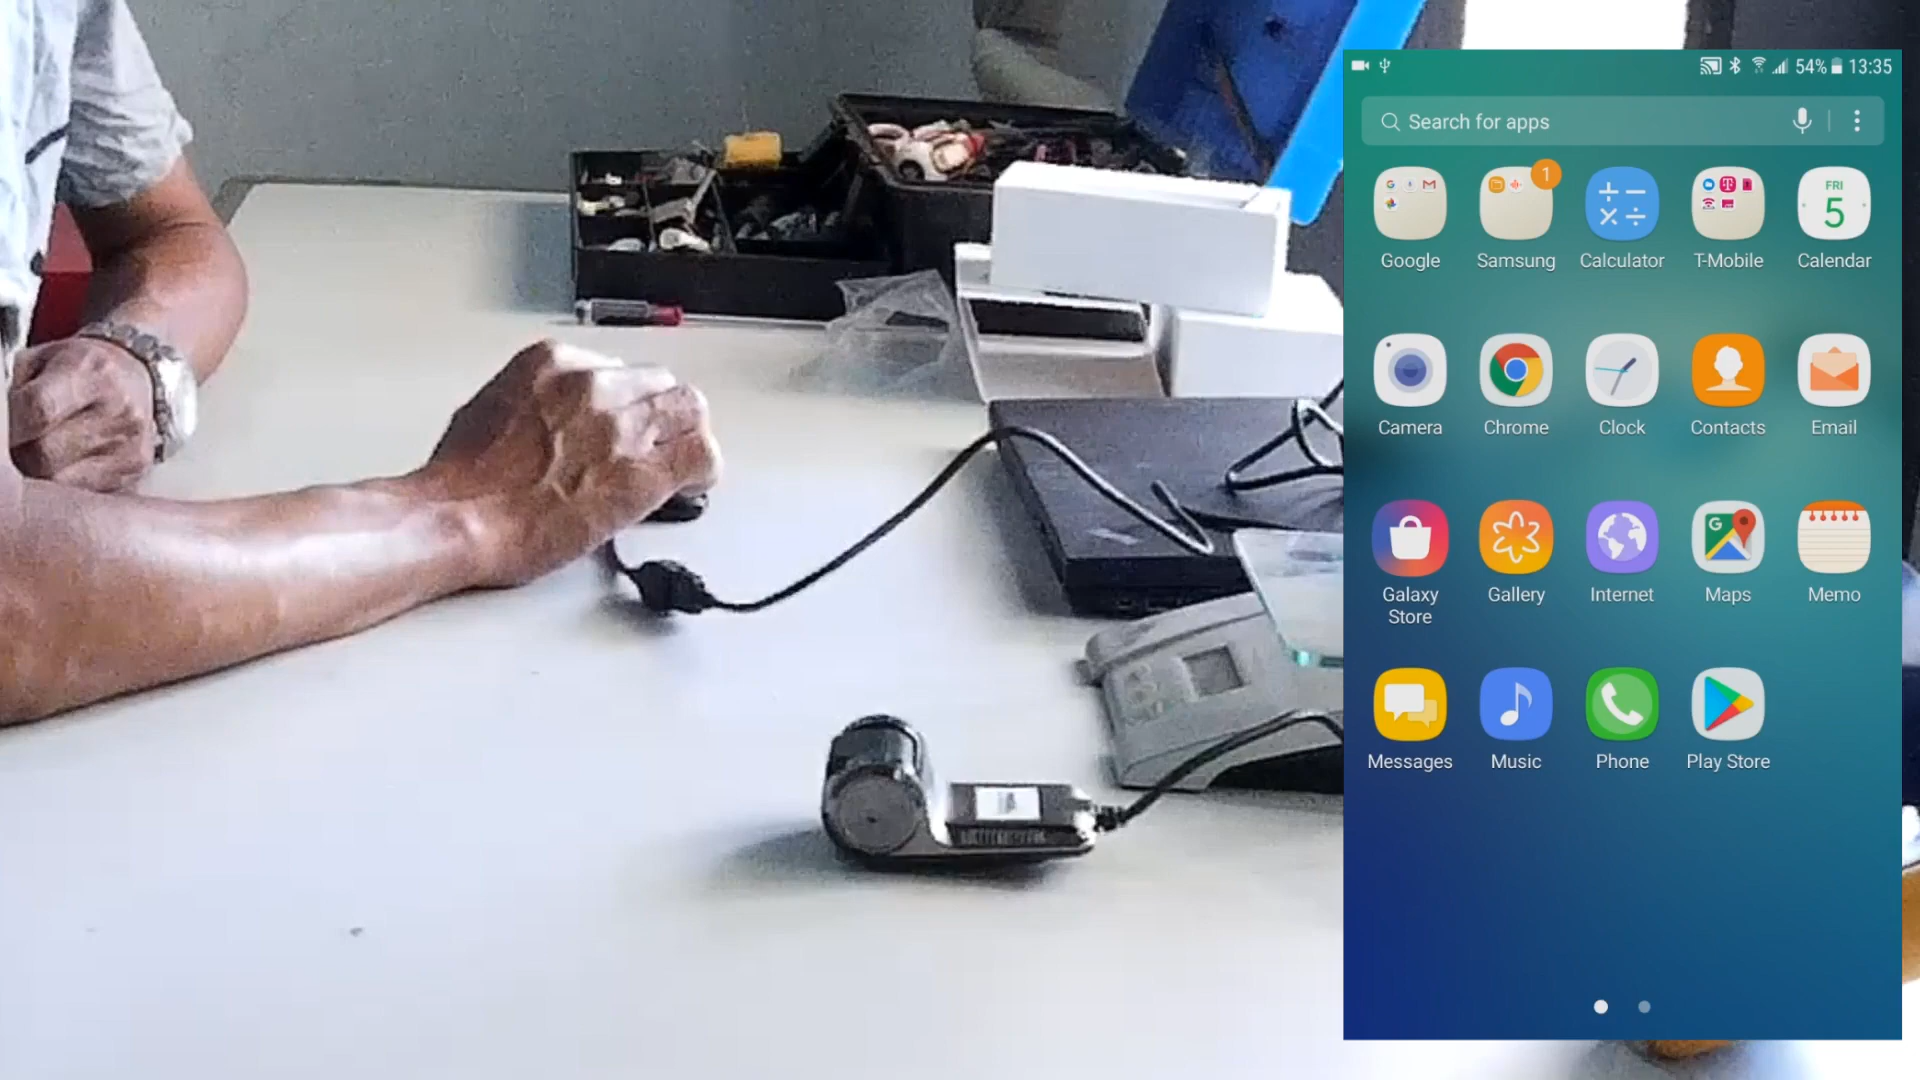 54% 13:35
Search for apps
1
FRI
5
Google Samsung Calculator T-Mobile Calendar
Camera Chrome Clock Contacts Email
Galaxy Store Gallery Internet Maps Memo
Messages Music Phone Play Store